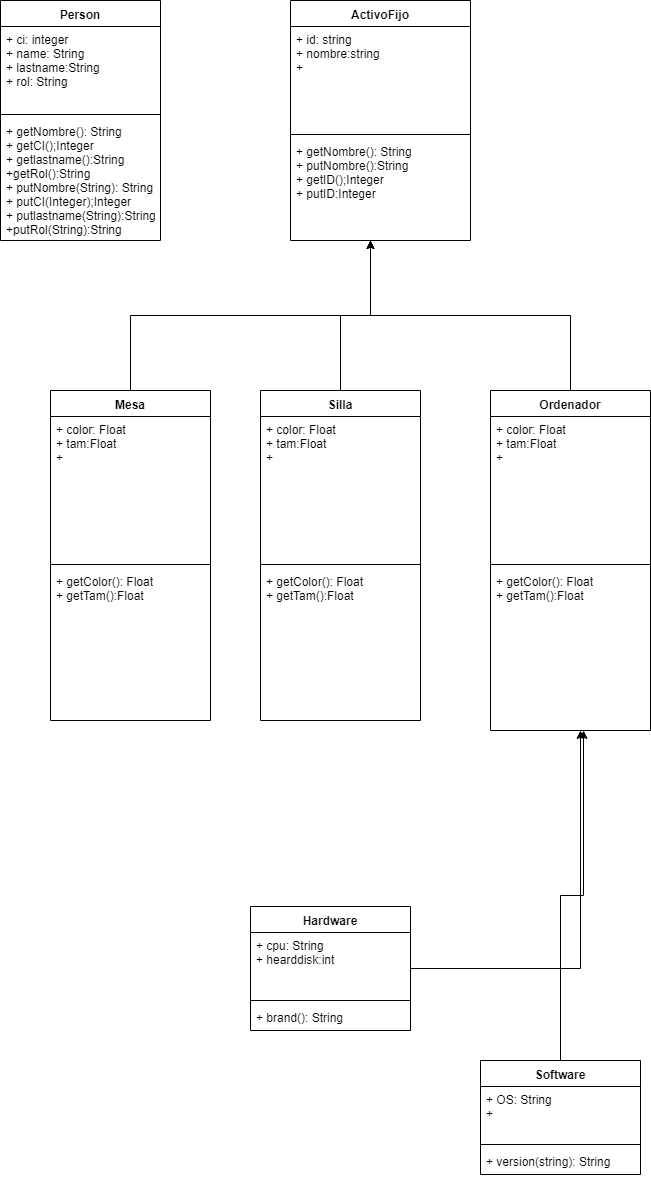 Person
+ ci: integer
+ name: String
+ lastname:String
+ rol: String
+ getNombre(): String
+ getCI();Integer
+ getlastname():String
+getRol():String
+ putNombre(String): String
+ putCI(Integer);Integer
+ putlastname(String):String
+putRol(String):String
ActivoFijo
+ id: string
+ nombre:string
+
+ getNombre(): String
+ putNombre():String
+ getID();Integer
+ putID:Integer
Mesa
+ color: Float
+ tam:Float
+
+ getColor(): Float
+ getTam():Float
Silla
+ color: Float
+ tam:Float
+
+ getColor(): Float
+ getTam():Float
Ordenador
+ color: Float
+ tam:Float
+
+ getColor(): Float
+ getTam():Float
Hardware
+ cpu: String
+ hearddisk:int
+ brand(): String
Software
+ OS: String
+
+ version(string): String